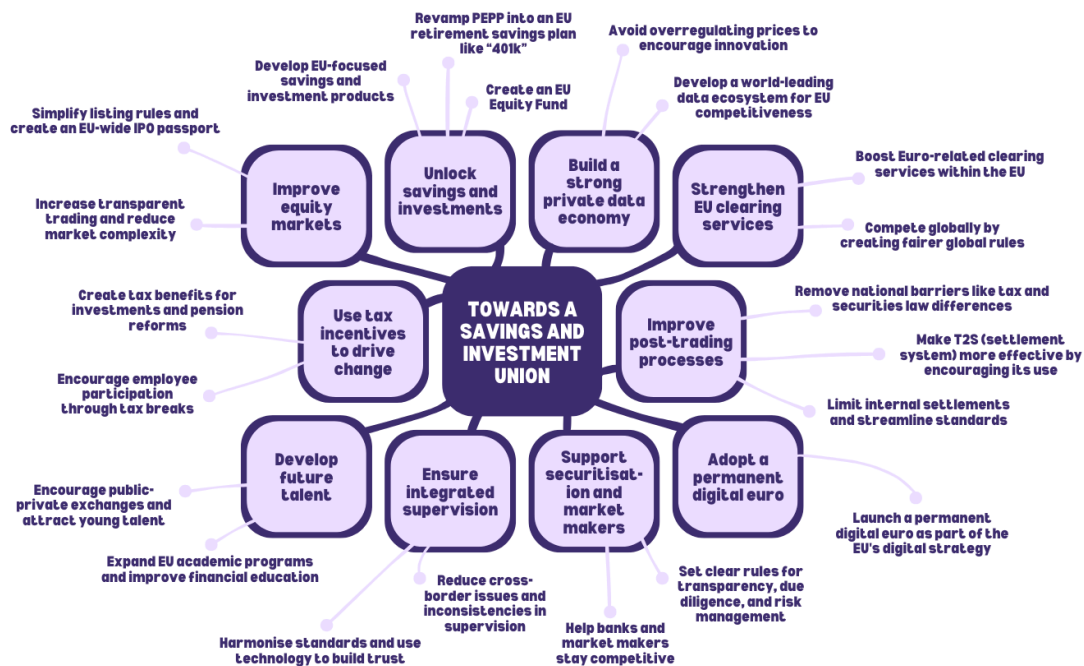 Revamp PEPP into an EU
retirement savings plan
like "401k"
Avoid overregulating prices to
encourage innovation
Develop EU-focused
savings and
investment products
Create an EU
Equity Fund
Develop a world-leading
data ecosystem for EU
competitiveness
Simplify listing rules and
create an EU-wide IPO passport
Increase transparent
trading and reduce
market complexity
Improve
equity
markets
Unlock
savings and
investments
Build a
strong
private data
economy
Strengthen
EU clearing
services
Boost Euro-related clearing
services within the EU
Compete globally by
creating fairer global rules
Create tax benefits for
investments and pension
reforms
Encourage employee
participation
through tax breaks
Use tax
incentives
to drive
change
TOWARDS A
SAVINGS AND
INVESTMENT
UNION
Improve
post-trading
processes
Remove national barriers like tax and
securities law differences
Make T2S (settlement
system) more effective by
encouraging its use
Limit internal settlements
and streamline standards
Develop
future
talent
Ensure
integrated
supervision
Support
securitisat-
ion and
market
makers
Adopt a
permanent
digital euro
Encourage public-
private exchanges and
attract young talent
Expand EU academic programs
and improve financial education
Harmonise standards and use
technology to build trust
Reduce cross-
border issues and
inconsistencies in
supervision
Help banks and
market makers
stay competitive
Set clear rules for
transparency, due
diligence, and risk
management
Launch a permanent
digital euro as part of the
EU's digital strategy